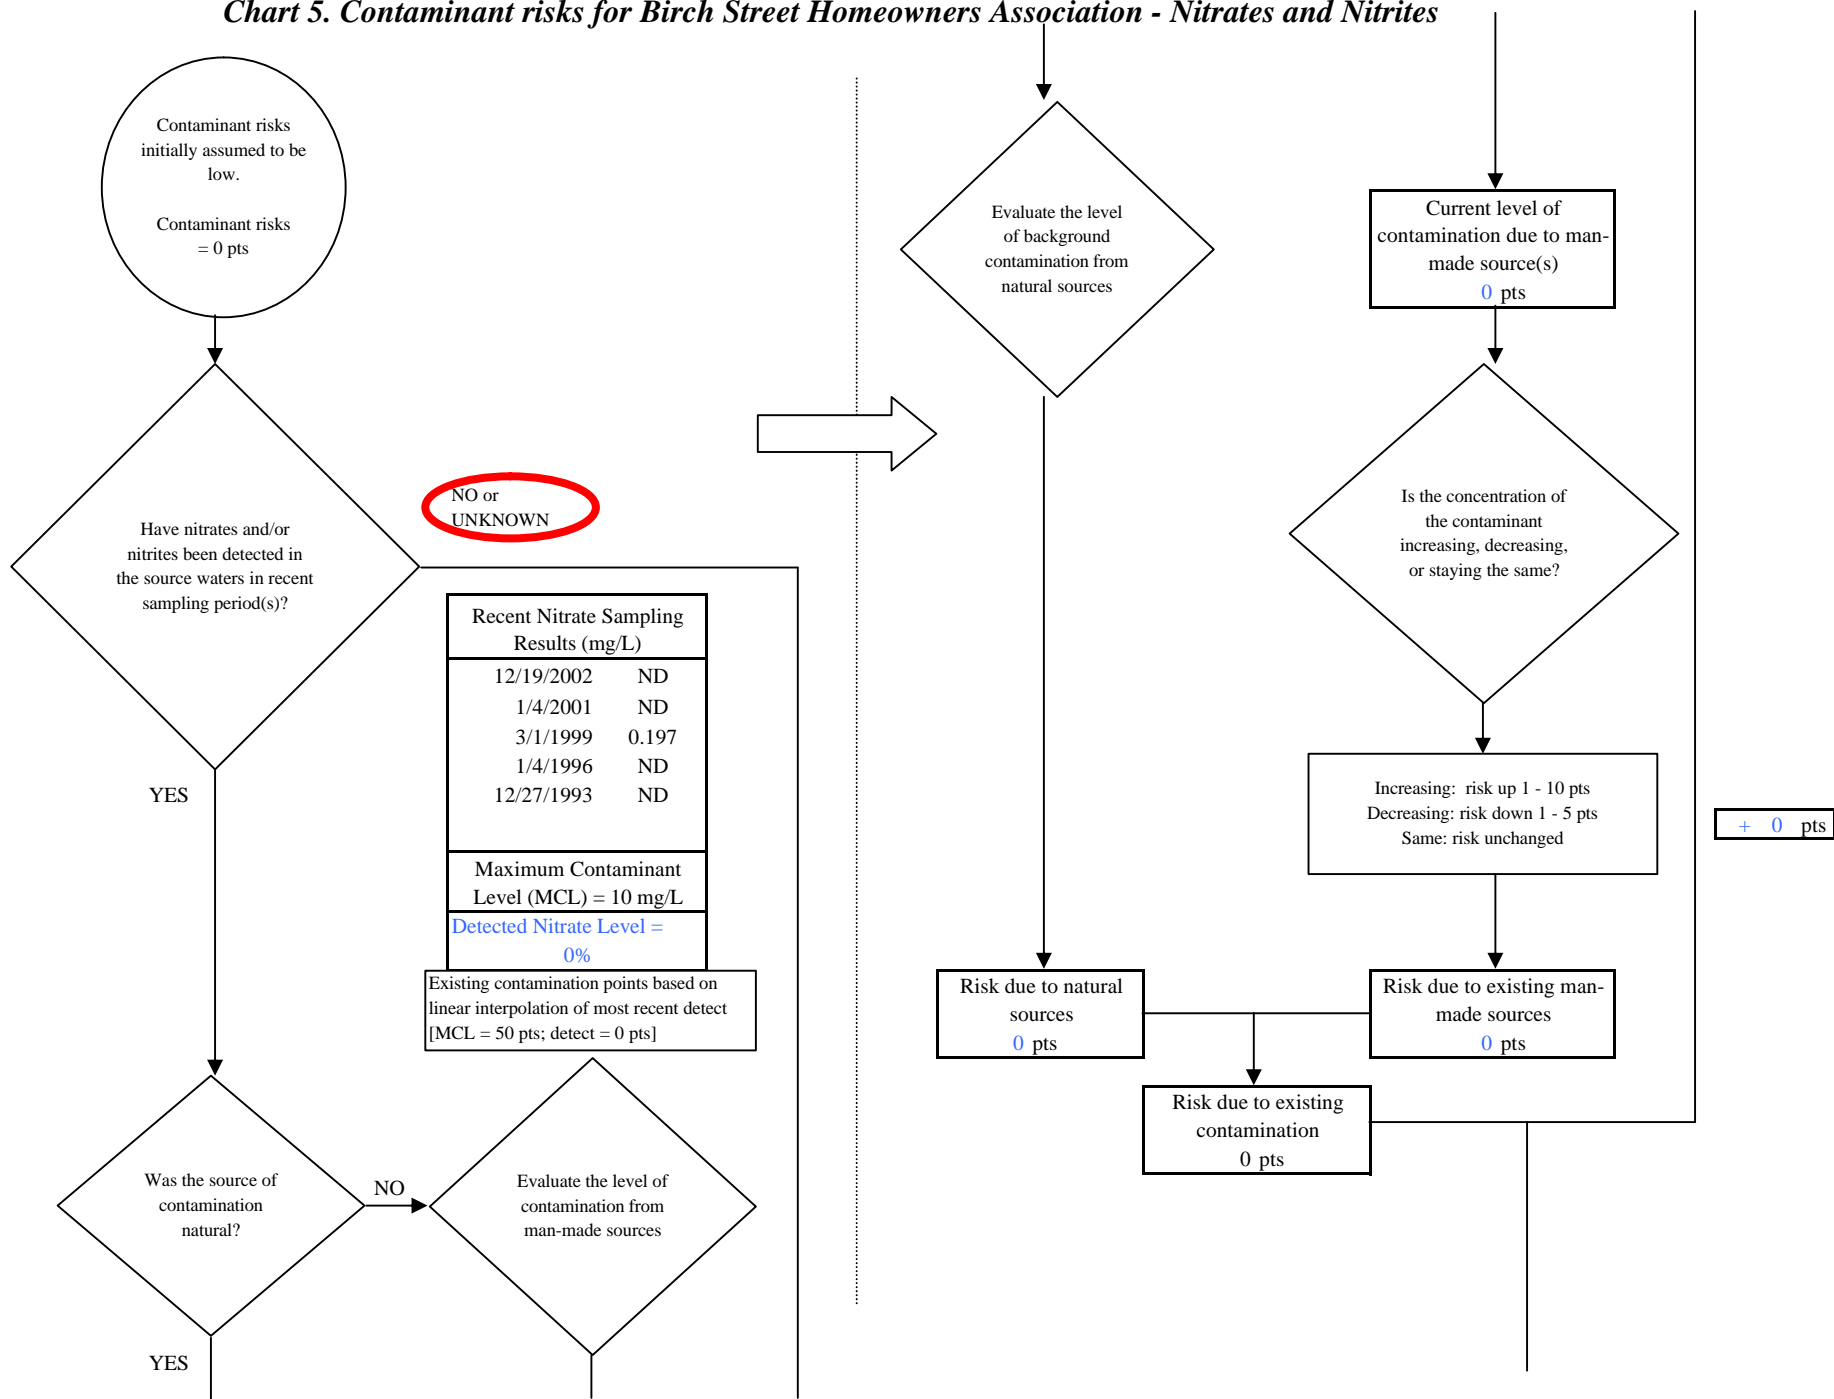 Chart 5. Contaminant risks for Birch Street Homeowners Association - Nitrates and Nitrites
Contaminant risks
initially assumed to be
low.
Contaminant risks
= 0 pts
Have nitrates and/or
nitrites been detected in
the source waters in recent
sampling period(s)?
NO or
UNKNOWN
YES
Recent Nitrate Sampling
Results (mg/L)
12/19/2002 ND
1/4/2001 ND
3/1/1999 0.197
1/4/1996 ND
12/27/1993 ND
Maximum Contaminant
Level (MCL) = 10 mg/L
Detected Nitrate Level =
0%
Existing contamination points based on
linear interpolation of most recent detect
[MCL = 50 pts; detect = 0 pts]
Was the source of
contamination
natural?
NO
Evaluate the level of
contamination from
man-made sources
YES
Evaluate the level
of background
contamination from
natural sources
Current level of
contamination due to man-
made source(s)
0 pts
Is the concentration of
the contaminant
increasing, decreasing,
or staying the same?
Increasing: risk up 1 - 10 pts
Decreasing: risk down 1 - 5 pts
Same: risk unchanged
+ 0 pts
Risk due to natural
sources
0 pts
Risk due to existing man-
made sources
0 pts
Risk due to existing
contamination
0 pts